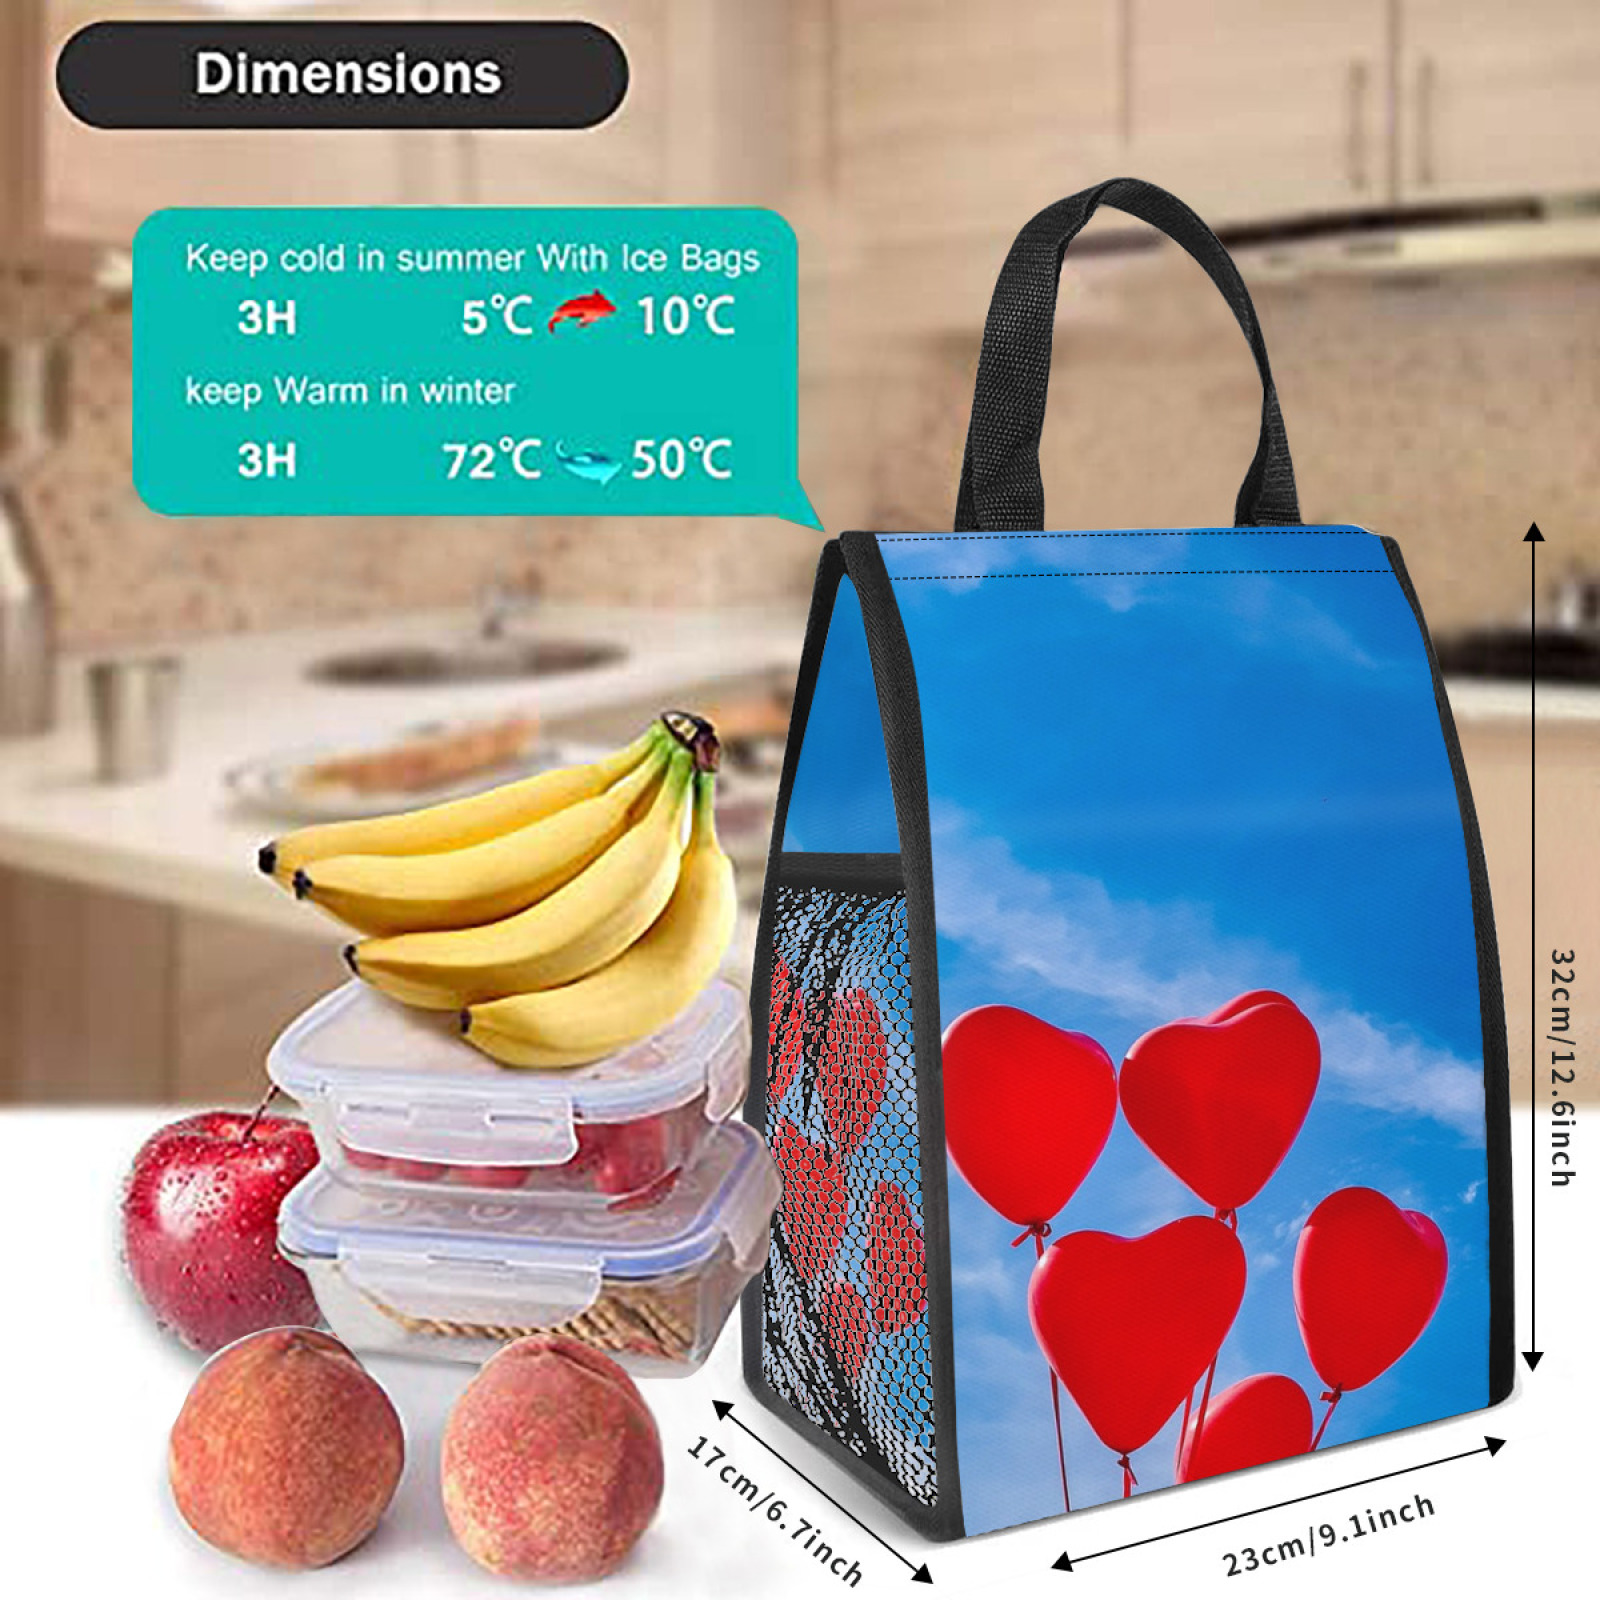 Dimensions
Keep cold in summer With Ice Bags
3H 5℃ 10℃
keep Warm in winter
3H 72℃ 50℃
32cm/12.6inch
17cm/6.7inch
23cm/9.1inch